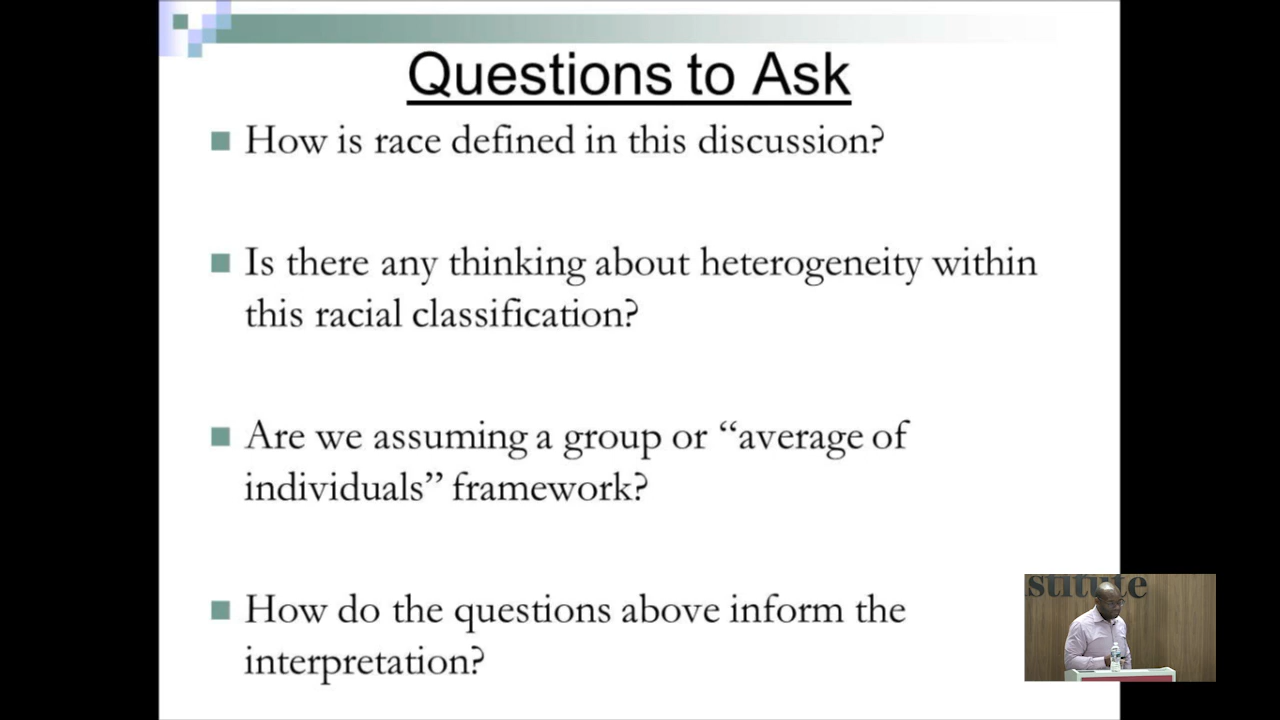 Questions to Ask
How is race defined in this discussion?
Is there any thinking about heterogeneity within
this racial classification?
Are we assuming a group or “average of
individuals” framework?
How do the questions above inform the
interpretation?
stitute